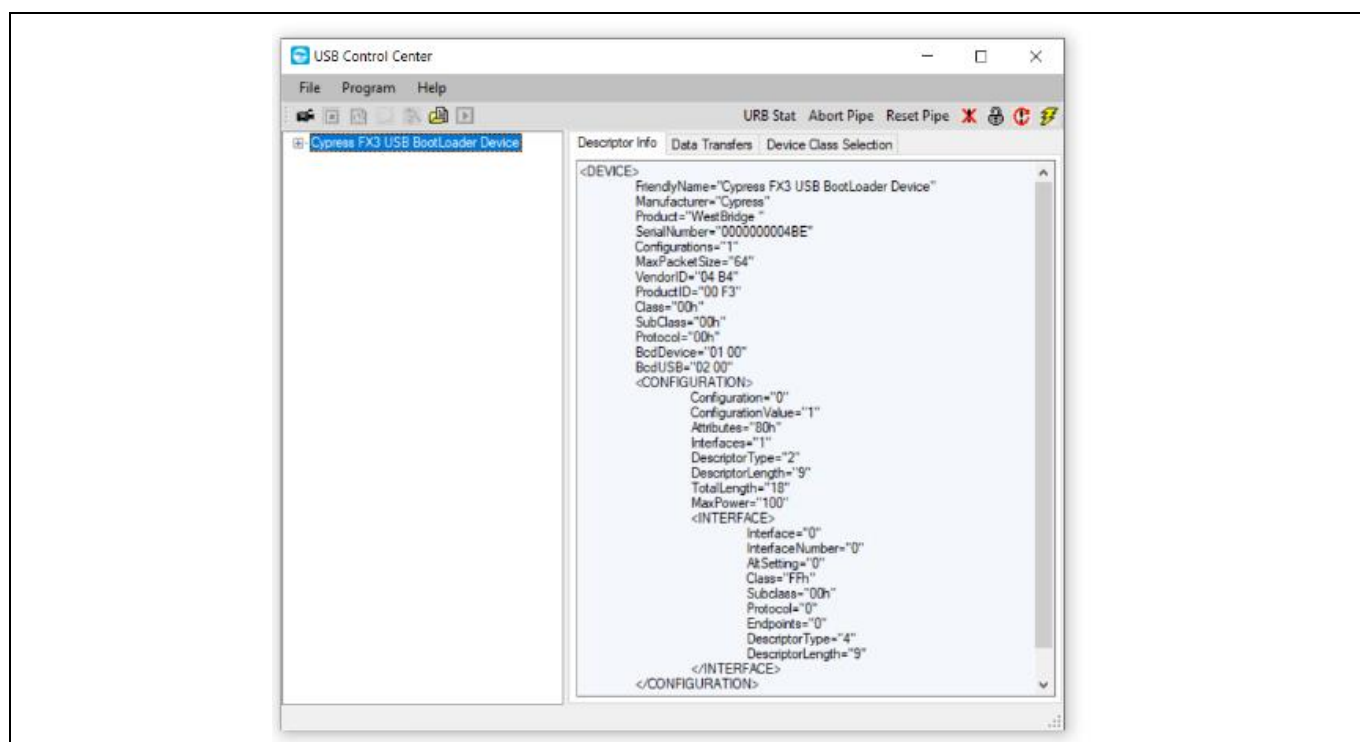 USB Control Center
File Program Help
URB Stat Abort Pipe Reset Pipe
Cypress FX3 USB BootLoader Device
Descriptor Info Data Transfers Device Class Selection
<DEVICE>
FriendlyName="Cypress FX3 USB BootLoader Device"
Manufacturer="Cypress"
Product="WestBridge "
SerialNumber="0000000004BE"
Configurations="1"
MaxPacketSize="64"
VendorID="04 B4"
ProductID="00 F3"
Class="00h"
SubClass="00h"
Protocol="00h"
BcdDevice="01 00"
BcdUSB="02 00"
<CONFIGURATION>
Configuration="0"
ConfigurationValue="1"
Attributes="80h"
Interfaces="1"
DescriptorType="2"
DescriptorLength="9"
TotalLength="18"
MaxPower="100"
<INTERFACE>
Interface="0"
InterfaceNumber="0"
AltSetting="0"
Class="FFh"
Subclass="00h"
Protocol="0"
Endpoints="0"
DescriptorType="4"
DescriptorLength="9"
</INTERFACE>
</CONFIGURATION>